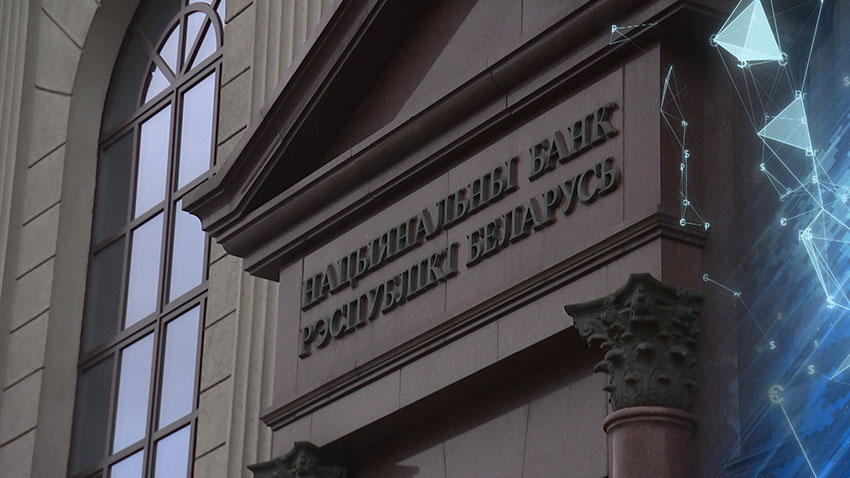 НАЦЫЯНАЛЬНЫ БАНК
РЭСПУБЛІКІ БЕЛАРУСЬ